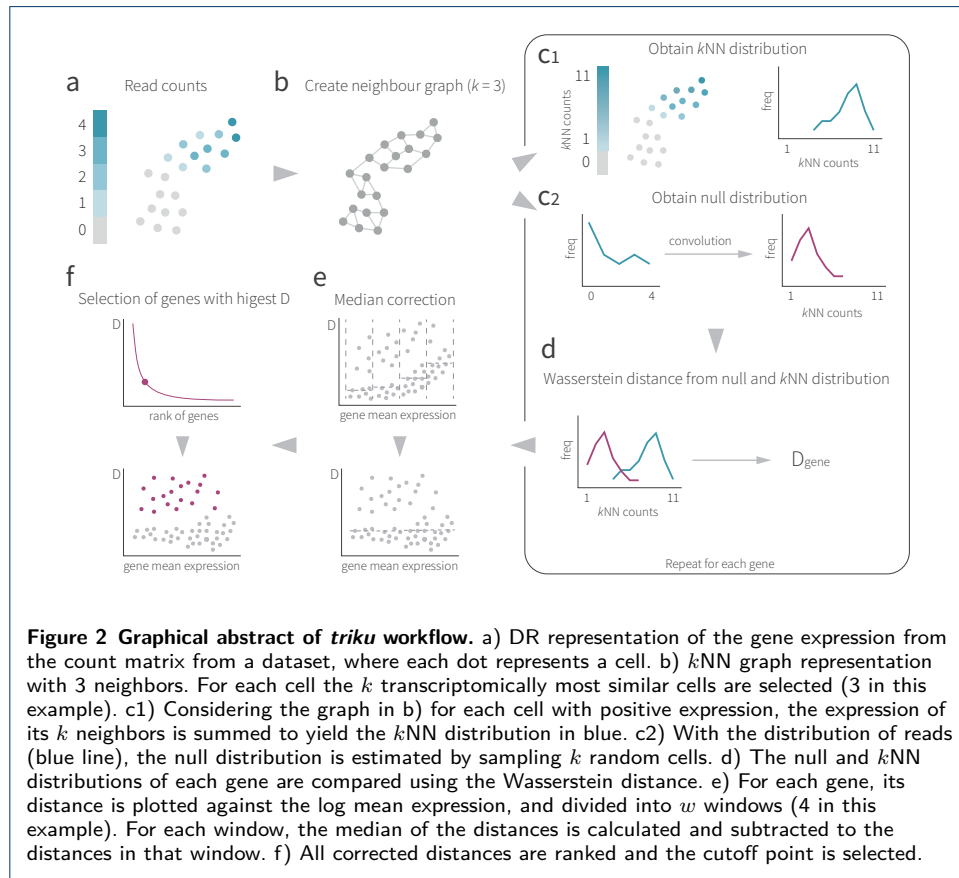 a
Read counts
4
3
2
1
0
b
Create neighbour graph (k = 3)
c1
Obtain kNN distribution
11
1
0
kNN counts
freq
1
11
kNN counts
c2
Obtain null distribution
freq
0
4
convolution
freq
1
11
kNN counts
d
Wasserstein distance from null and kNN distribution
freq
1
11
kNN counts
Dgene
Repeat for each gene
e
Median correction
D
gene mean expression
D
gene mean expression
f
Selection of genes with higest D
D
rank of genes
D
gene mean expression
Figure 2 Graphical abstract of triku workflow. a) DR representation of the gene expression from
the count matrix from a dataset, where each dot represents a cell. b) kNN graph representation
with 3 neighbors. For each cell the k transcriptomically most similar cells are selected (3 in this
example). c1) Considering the graph in b) for each cell with positive expression, the expression of
its k neighbors is summed to yield the kNN distribution in blue. c2) With the distribution of reads
(blue line), the null distribution is estimated by sampling k random cells. d) The null and kNN
distributions of each gene are compared using the Wasserstein distance. e) For each gene, its
distance is plotted against the log mean expression, and divided into w windows (4 in this
example). For each window, the median of the distances is calculated and subtracted to the
distances in that window. f) All corrected distances are ranked and the cutoff point is selected.